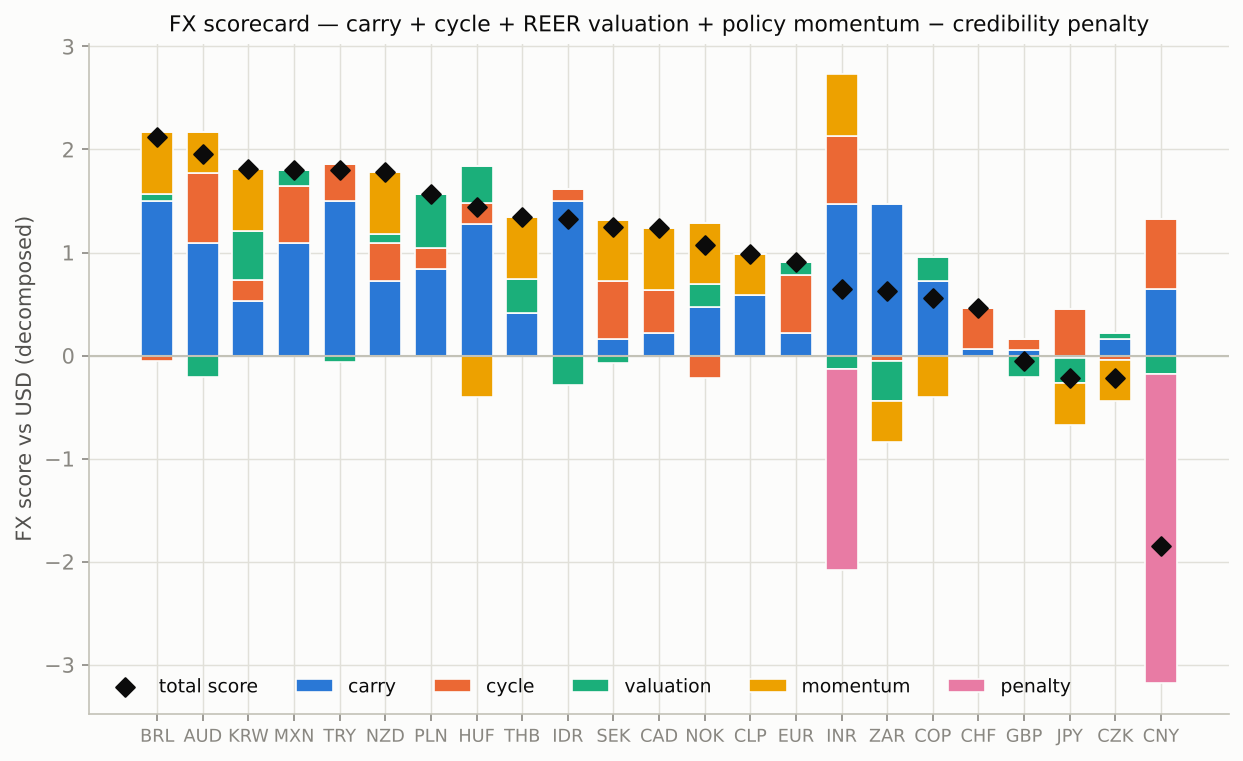 FX scorecard — carry + cycle + REER valuation + policy momentum − credibility penalty
FX score vs USD (decomposed)
3
2
1
0
−1
−2
−3
total score carry cycle valuation momentum penalty
BRL AUD KRW MXN TRY NZD PLN HUF THB IDR SEK CAD NOK CLP EUR INR ZAR COP CHF GBP JPY CZK CNY